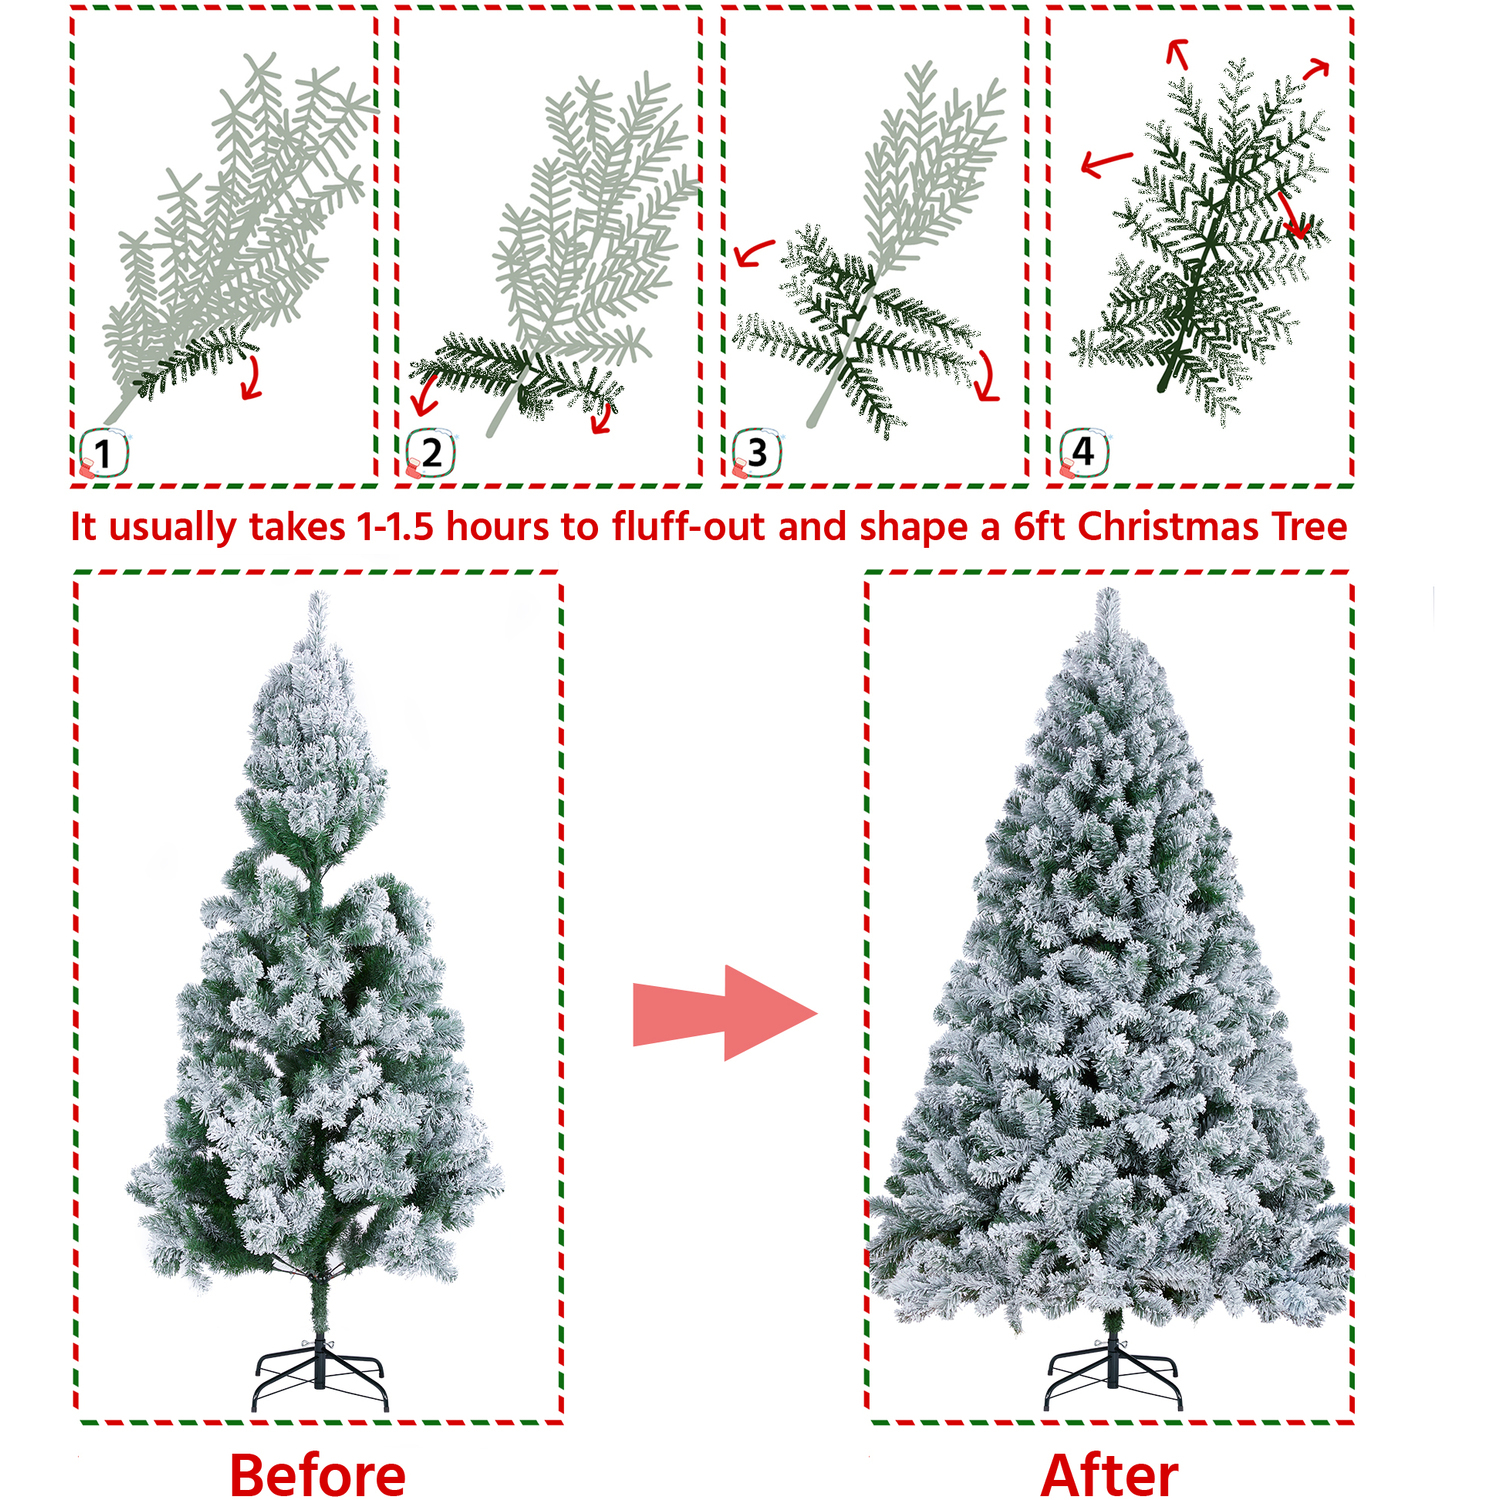 1
2
3
4
It usually takes 1-1.5 hours to fluff-out and shape a 6ft Christmas Tree
Before
After